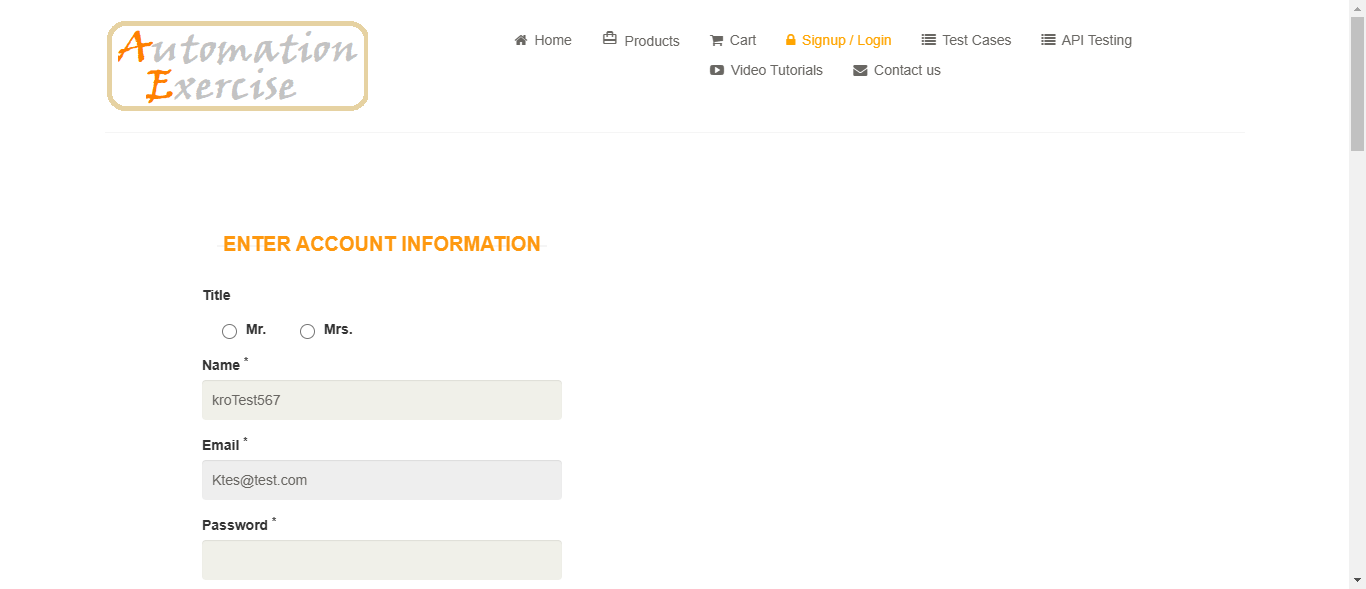 Automation
Exercise
Home Products Cart Signup / Login Test Cases API Testing
Video Tutorials Contact us
ENTER ACCOUNT INFORMATION
Title
Mr. Mrs.
Name *
kroTest567
Email *
Ktes@test.com
Password *